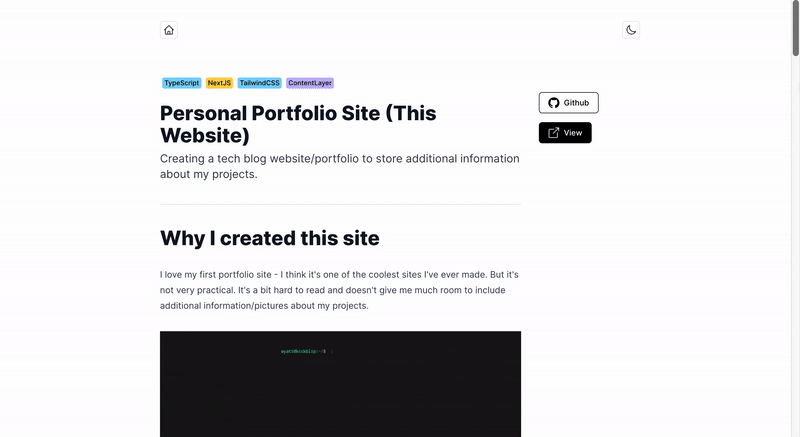 TypeScript NextJS TailwindCSS ContentLayer
Personal Portfolio Site (This
Website)
Creating a tech blog website/portfolio to store additional information
about my projects.
Github
View
Why I created this site
I love my first portfolio site - I think it's one of the coolest sites I've ever made. But it's
not very practical. It's a bit hard to read and doesn't give me much room to include
additional information/pictures about my projects.